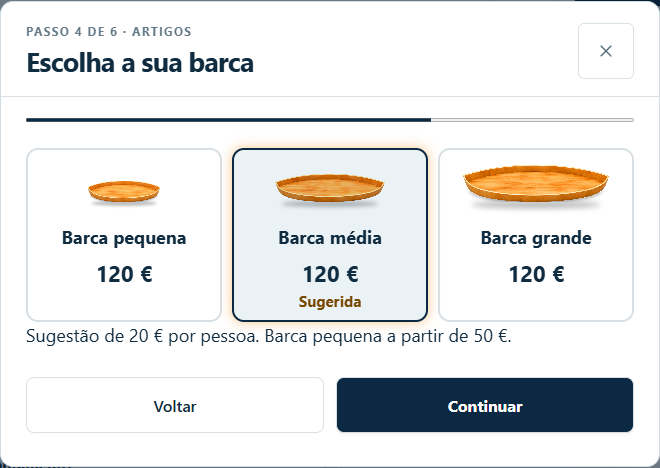 PASSO 4 DE 6 · ARTIGOS
Escolha a sua barca
Barca pequena
120 €
Barca média
120 €
Sugerida
Barca grande
120 €
Sugestão de 20 € por pessoa. Barca pequena a partir de 50 €.
Voltar
Continuar